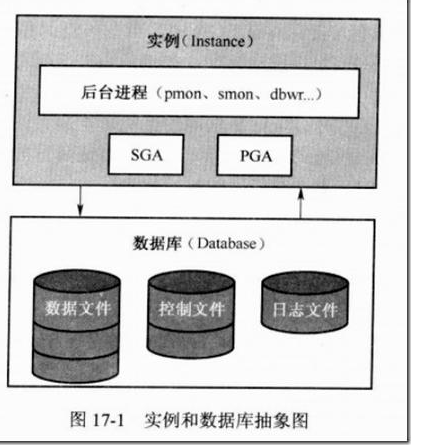 实例(Instance)
后台进程(pmon、smon、dbwr...)
SGA
PGA
数据库(Database)
数据文件
控制文件
日志文件
图 17-1 实例和数据库抽象图